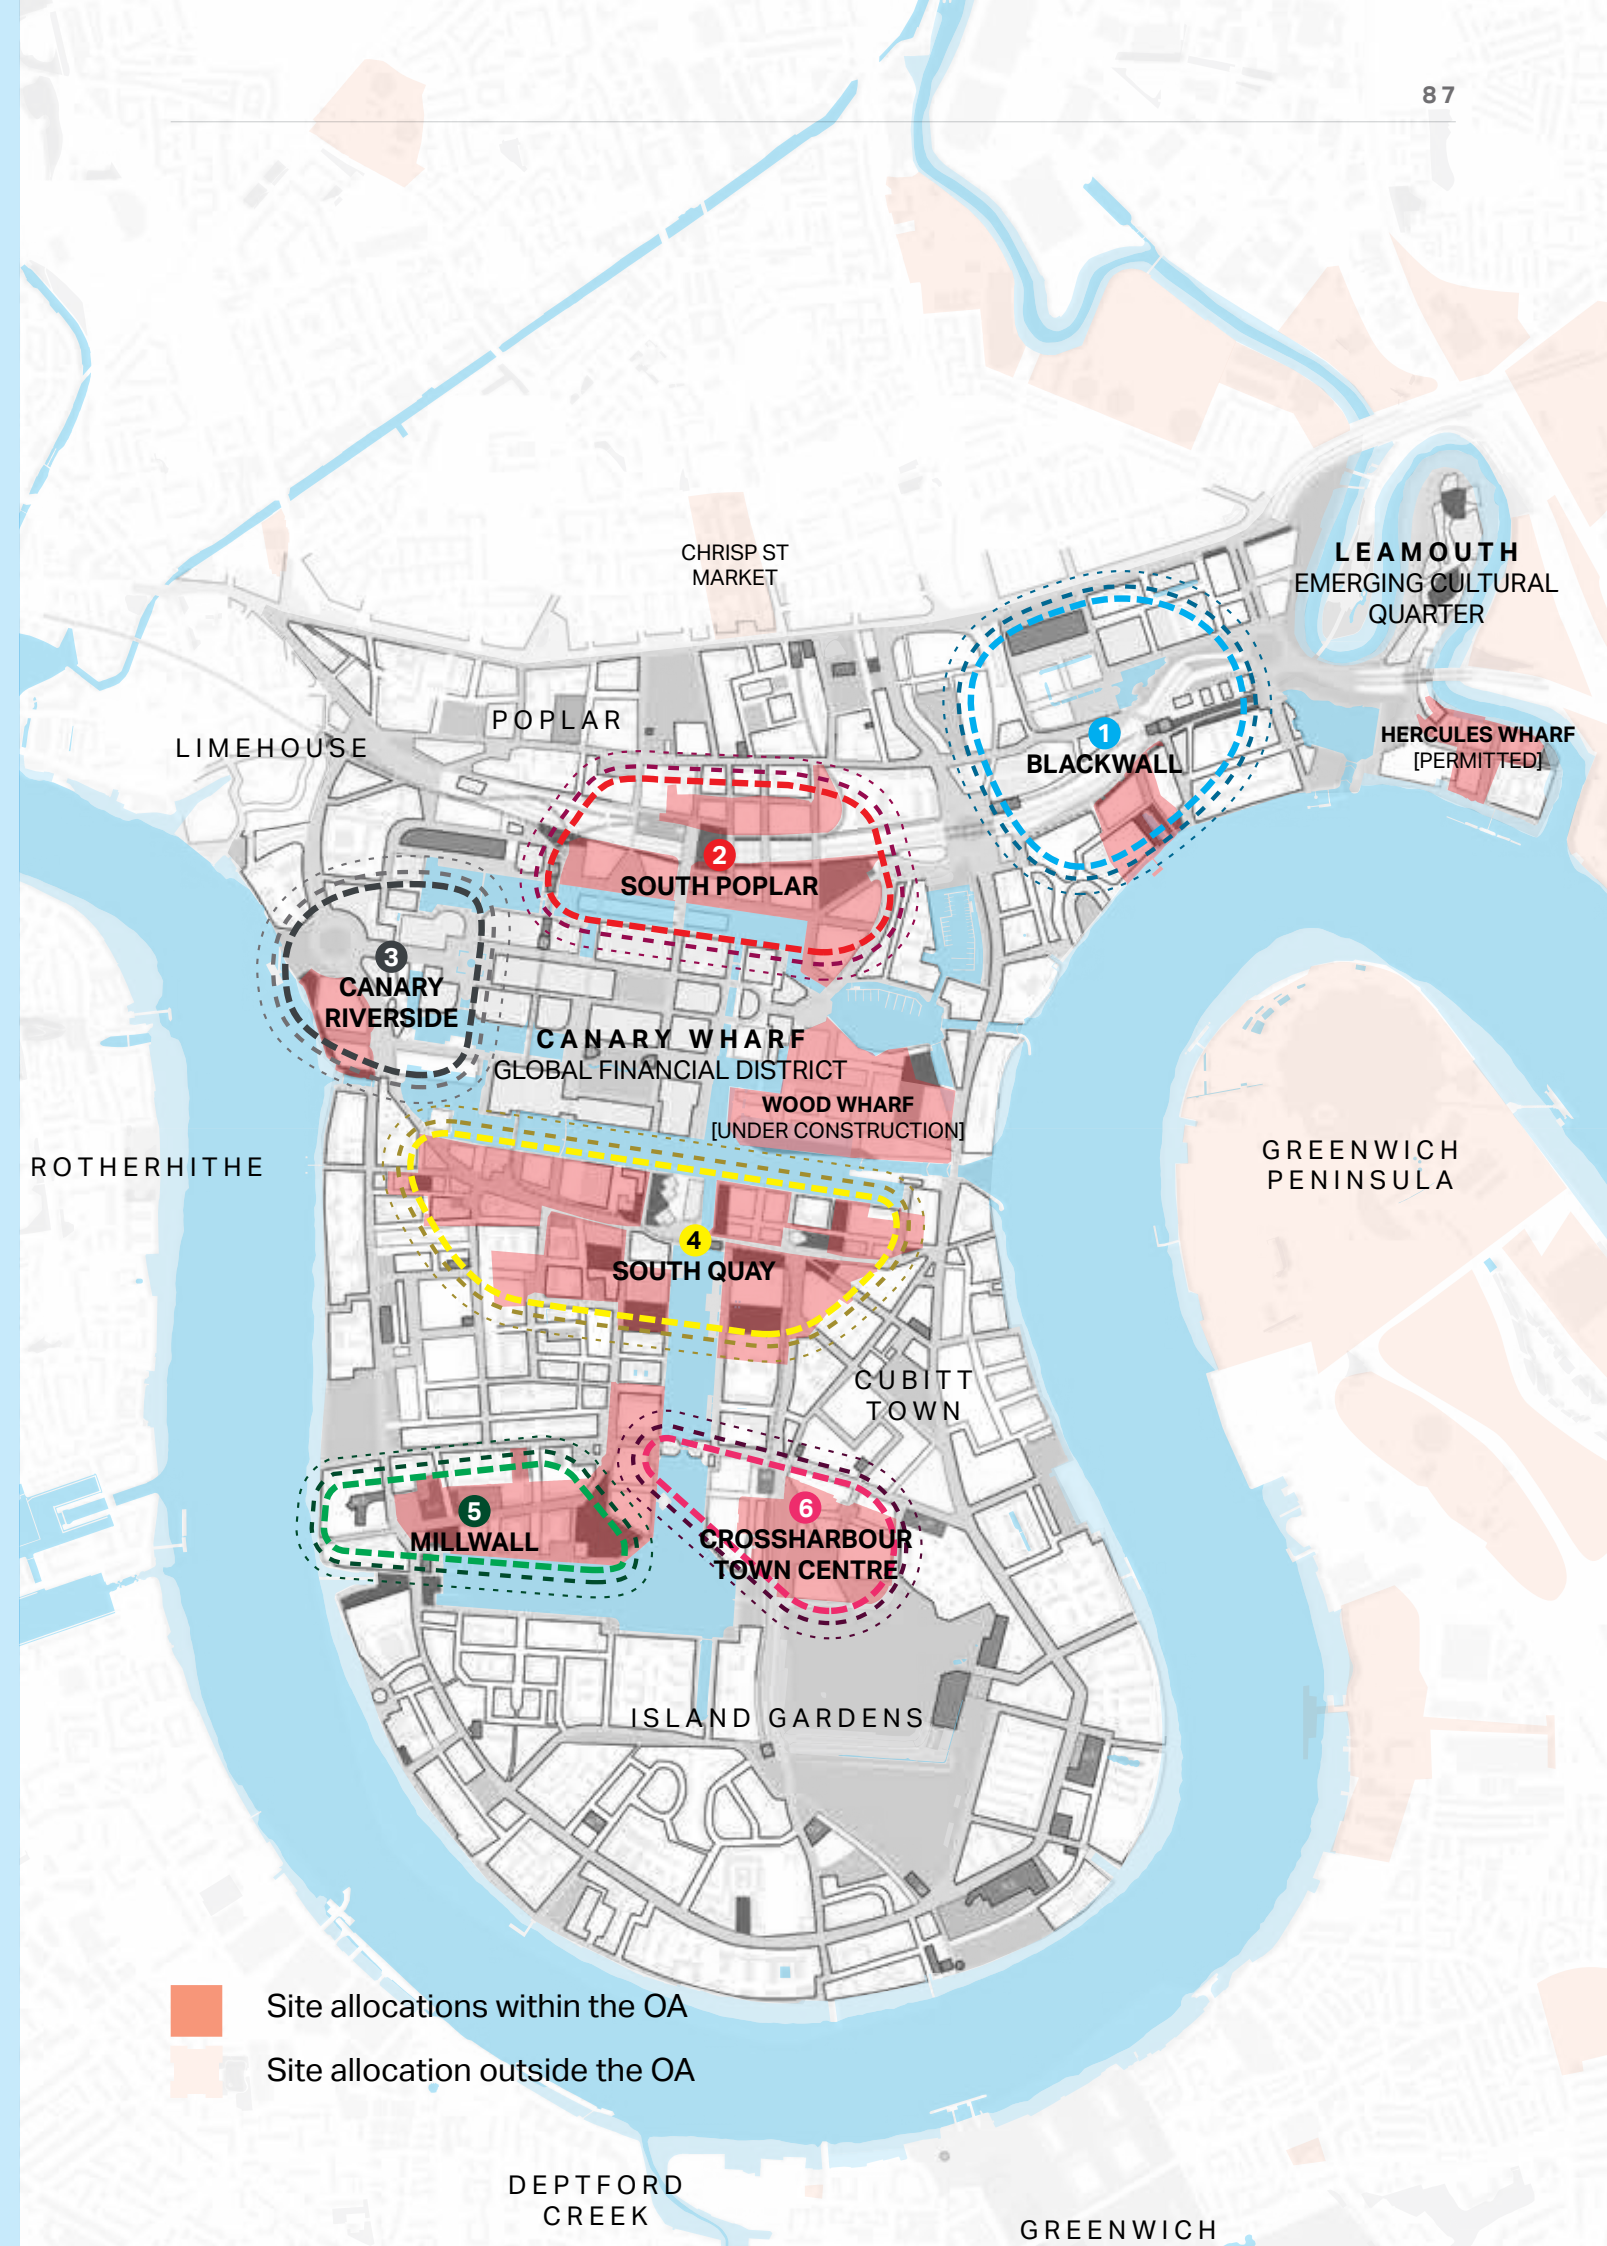 87
CHRISP ST
MARKET
LEAMOUTH
EMERGING CULTURAL
QUARTER
POPLAR
LIMEHOUSE
1
BLACKWALL
HERCULES WHARF
[PERMITTED]
2
SOUTH POPLAR
3
CANARY
RIVERSIDE
CANARY WHARF
GLOBAL FINANCIAL DISTRICT
WOOD WHARF
[UNDER CONSTRUCTION]
ROTHERHITHE
GREENWICH
PENINSULA
4
SOUTH QUAY
CUBITT
TOWN
5
MILLWALL
6
CROSSHARBOUR
TOWN CENTRE
ISLAND GARDENS
Site allocations within the OA
Site allocation outside the OA
DEPTFORD
CREEK
GREENWICH